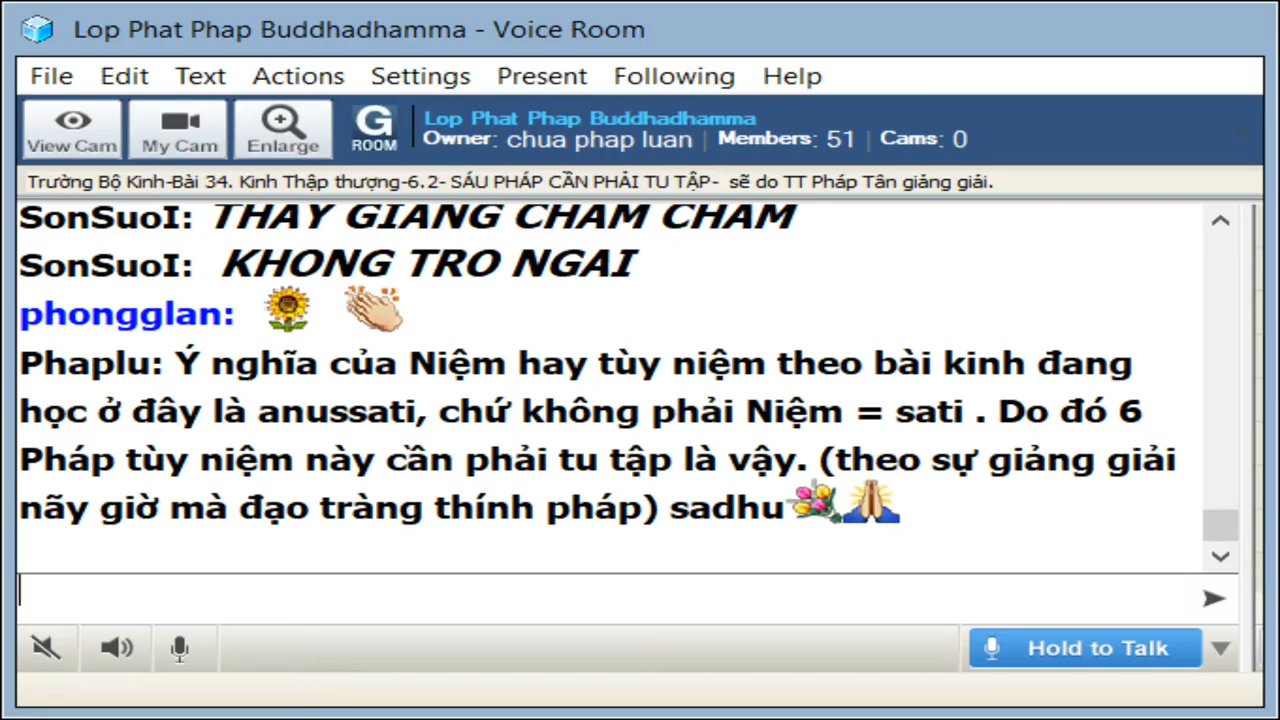 Lop Phat Phap Buddhadhamma - Voice Room
File Edit Text Actions Settings Present Following Help
View Cam My Cam Enlarge G ROOM
Lop Phat Phap Buddhadhamma
Owner: chua phap luan | Members: 51 | Cams: 0
Trường Bộ Kinh-Bài 34. Kinh Thập thượng-6.2- SÁU PHÁP CẦN PHẢI TU TẬP- sẽ do TT Pháp Tân giảng giải.
SonSuoI: THAY GIANG CHAM CHAM
SonSuoI: KHONG TRO NGAI
phongglan:
Phaplu: Ý nghĩa của Niệm hay tùy niệm theo bài kinh đang
học ở đây là anussati, chứ không phải Niệm = sati . Do đó 6
Pháp tùy niệm này cần phải tu tập là vậy. (theo sự giảng giải
nãy giờ mà đạo tràng thính pháp) sadhu
Hold to Talk